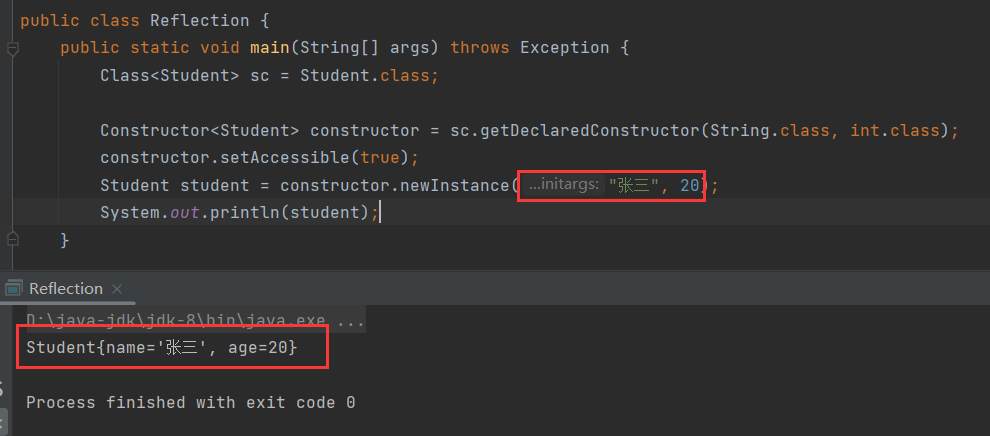 public class Reflection {
public static void main(String[] args) throws Exception {
Class<Student> sc = Student.class;
Constructor<Student> constructor = sc.getDeclaredConstructor(String.class, int.class);
constructor.setAccessible(true);
Student student = constructor.newInstance( ...initargs: "张三", 20);
System.out.println(student);
}
Reflection ×
D:\java-jdk\jdk-8\bin\java.exe ...
Student{name='张三', age=20}
Process finished with exit code 0